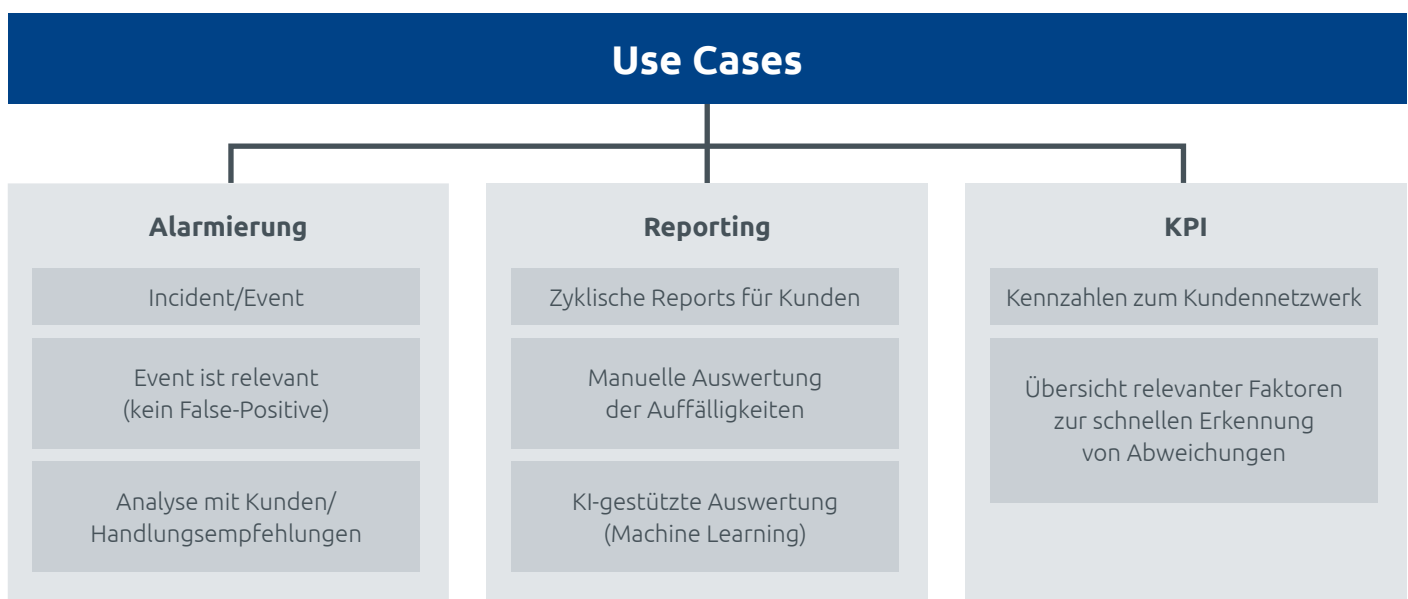 Use Cases
Alarmierung
Incident/Event
Event ist relevant
(kein False-Positive)
Analyse mit Kunden/
Handlungsempfehlungen
Reporting
Zyklische Reports für Kunden
Manuelle Auswertung
der Auffälligkeiten
KI-gestützte Auswertung
(Machine Learning)
KPI
Kennzahlen zum Kundennetzwerk
Übersicht relevanter Faktoren
zur schnellen Erkennung
von Abweichungen